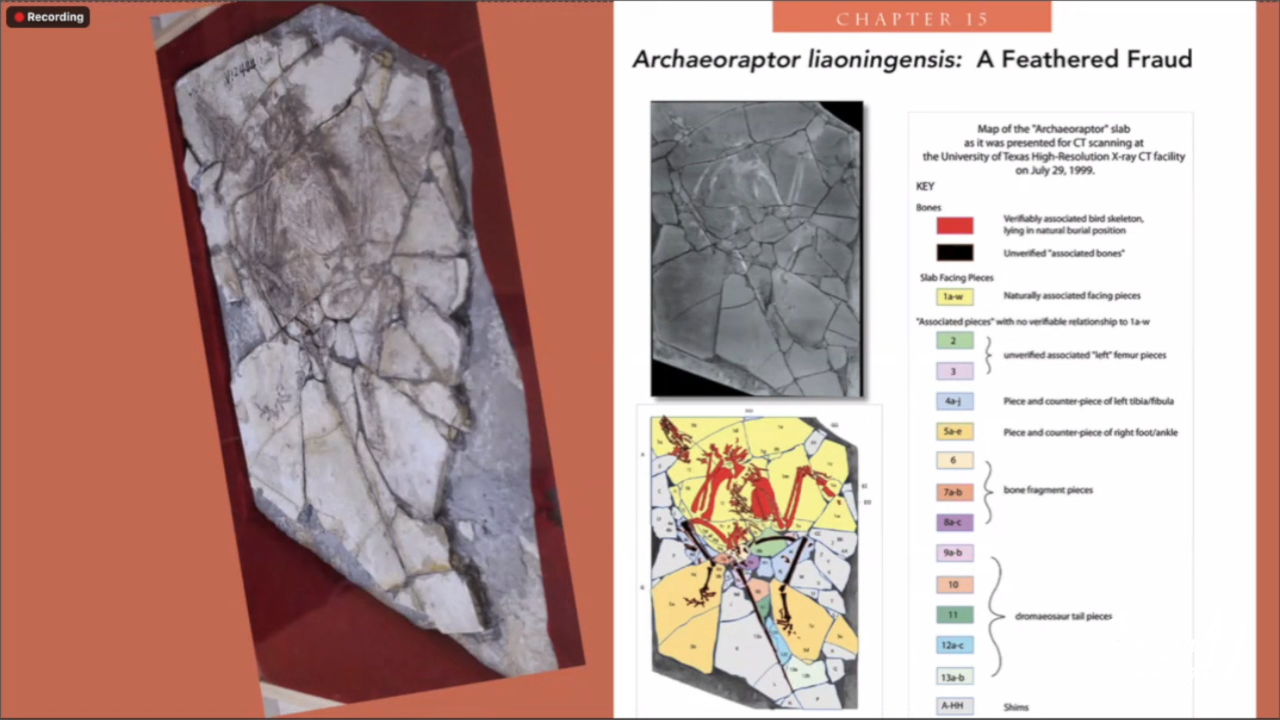 Recording
CHAPTER 15
Archaeoraptor liaoningensis: A Feathered Fraud
Map of the "Archaeoraptor" slab
as it was presented for CT scanning at
the University of Texas High-Resolution X-ray CT facility
on July 29, 1999.
KEY
Bones
Verifiably associated bird skeleton,
lying in natural burial position
Unverified "associated bones"
Slab Facing Pieces
1a-w Naturally associated facing pieces
"Associated pieces" with no verifiable relationship to 1a-w
2
unverified associated "left" femur pieces
3
4a-j Piece and counter-piece of left tibia/fibula
5a-e Piece and counter-piece of right foot/ankle
6
7a-b bone fragment pieces
8a-c
9a-b
10
11 dromaeosaur tail pieces
12a-c
13a-b
A-HH Shims